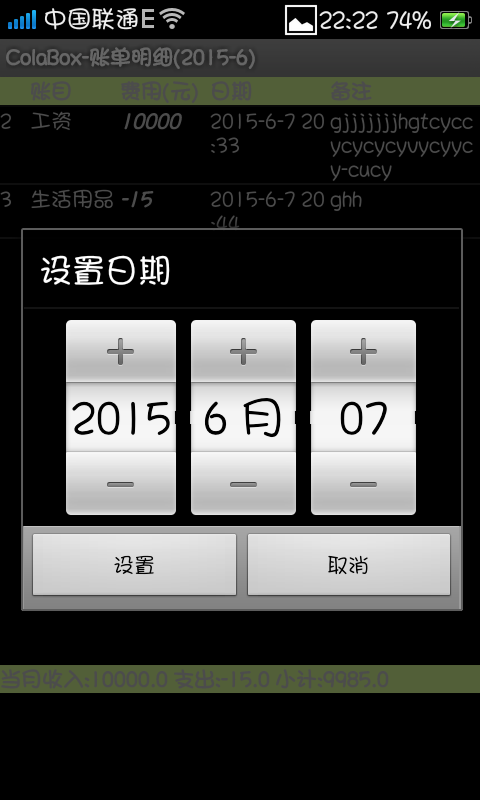 中国联通E 22:22 74%
ColaBox-账单明细(2015-6)
账目 费用(元) 日期 备注
2 工资 10000 2015-6-7 20 gjjjjjjhgtcycc
:33 ycycycycyvycyyc
y-cucy
3 生活用品 -15 2015-6-7 20 ghh
:44
设置日期
+ + +
2015 6 月 07
- - -
设置 取消
当月收入:10000.0 支出:-15.0 小计:9985.0